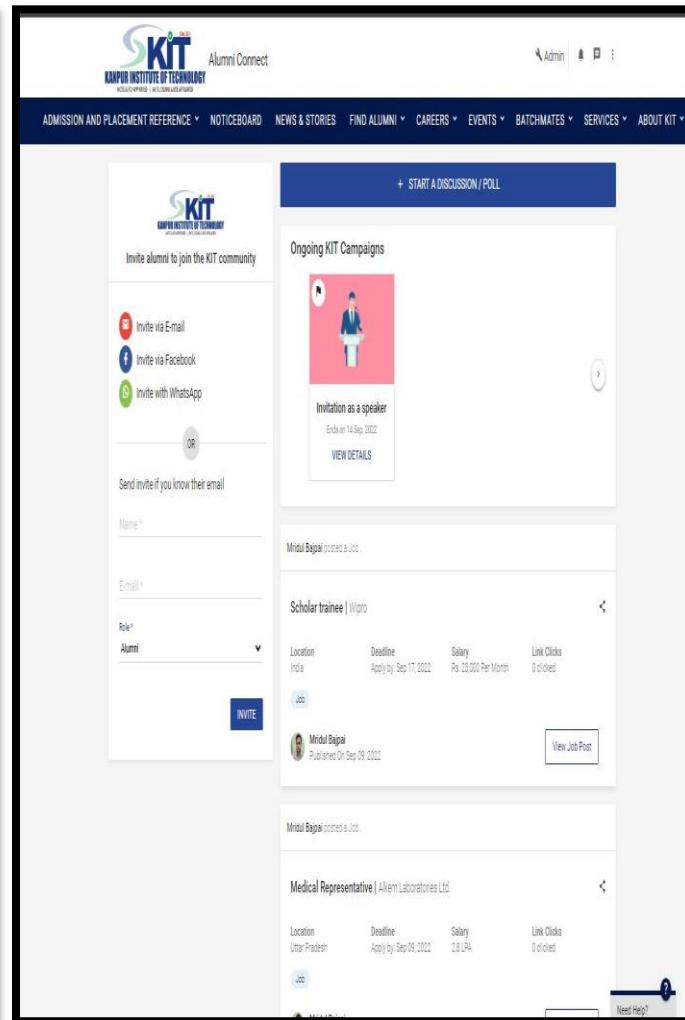 KIT
KANPUR INSTITUTE OF TECHNOLOGY
Alumni Connect
Admin
ADMISSION AND PLACEMENT REFERENCE
NOTICEBOARD
NEWS & STORIES
FIND ALUMNI
CAREERS
EVENTS
BATCHMATES
SERVICES
ABOUT KIT
KIT
KANPUR INSTITUTE OF TECHNOLOGY
Invite alumni to join the KIT community
Invite via E-mail
Invite via Facebook
Invite with WhatsApp
OR
Send invite if you know their email
Name *
E-mail *
Role *
Alumni
INVITE
+ START A DISCUSSION / POLL
Ongoing KIT Campaigns
Invitation as a speaker
Ends on 14 Sep, 2022
VIEW DETAILS
Mridul Bajpai posted a Job.
Scholar trainee | Wipro
Location Deadline Salary Link Clicks
India Apply by: Sep 17, 2022 Rs. 23,000 Per Month 0 clicked
Job
Mridul Bajpai
Published On Sep 09, 2022
View Job Post
Mridul Bajpai posted a Job.
Medical Representative | Alkem Laboratories Ltd.
Location Deadline Salary Link Clicks
Uttar Pradesh Apply by: Sep 09, 2022 2.8 LPA 0 clicked
Job
Need Help?
?